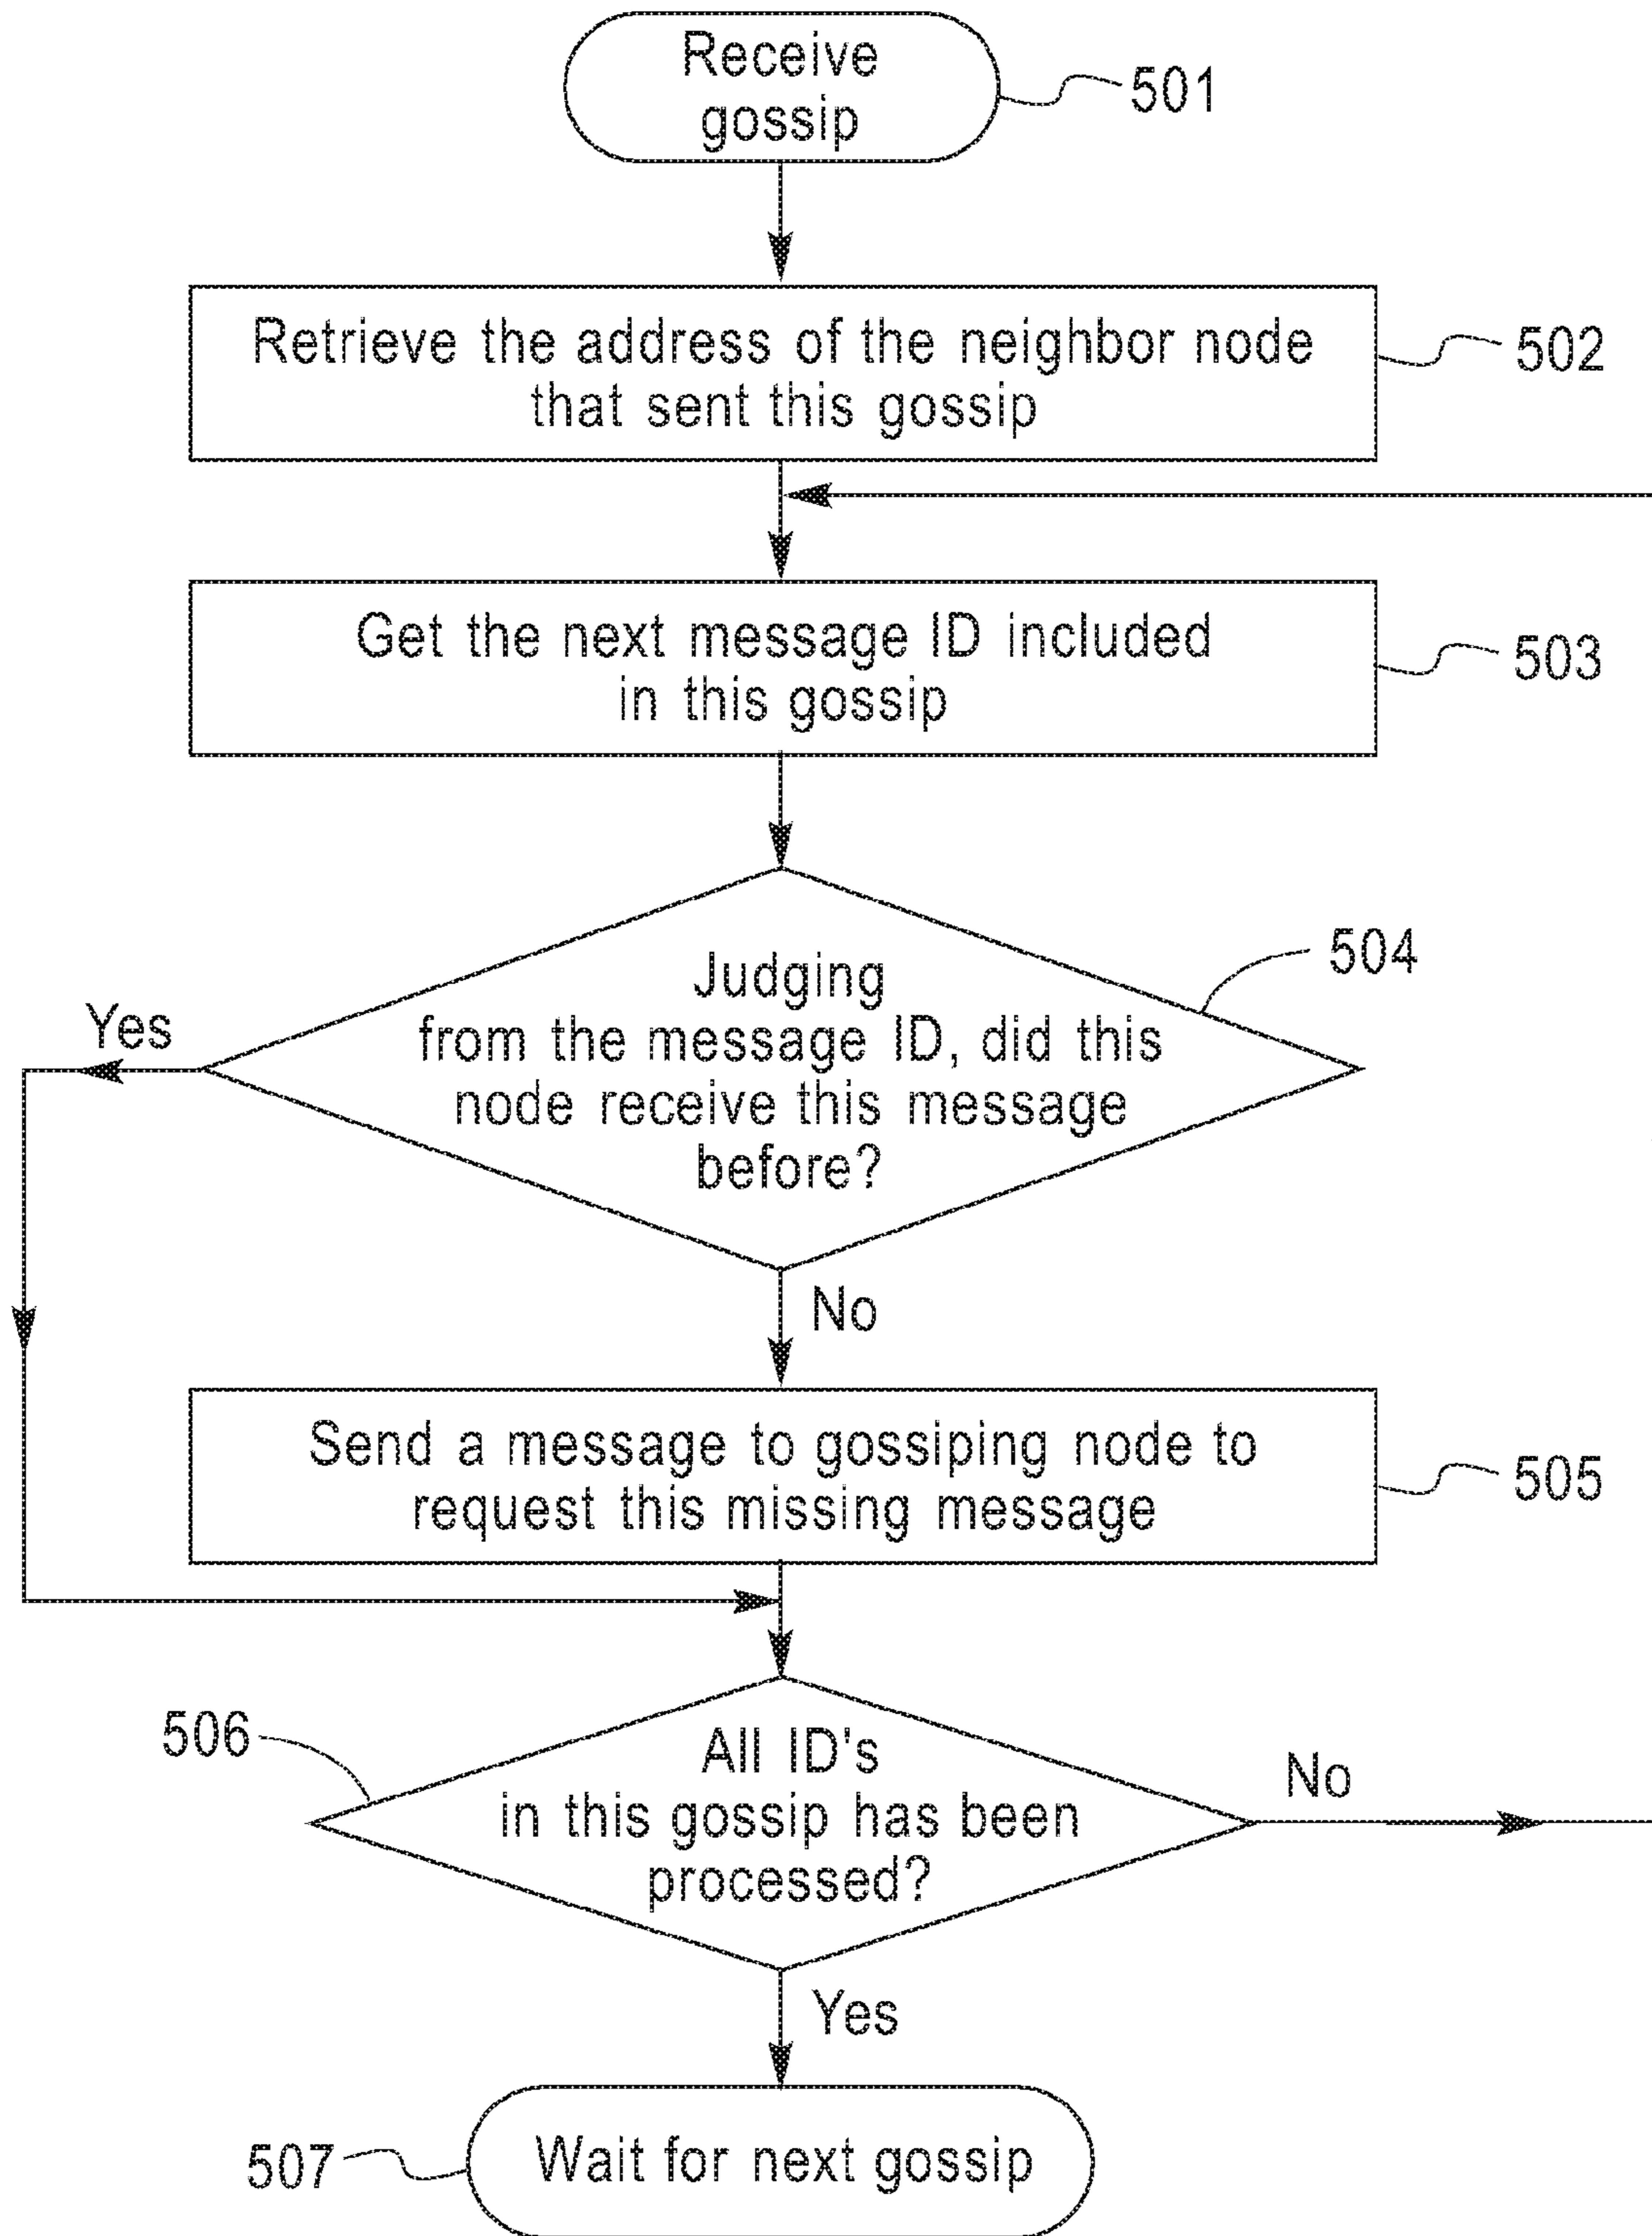 Receive
gossip
501
Retrieve the address of the neighbor node
that sent this gossip
502
Get the next message ID included
in this gossip
503
Judging
from the message ID, did this
node receive this message
before?
504
Yes
No
Send a message to gossiping node to
request this missing message
505
506
All ID's
in this gossip has been
processed?
No
Yes
507
Wait for next gossip